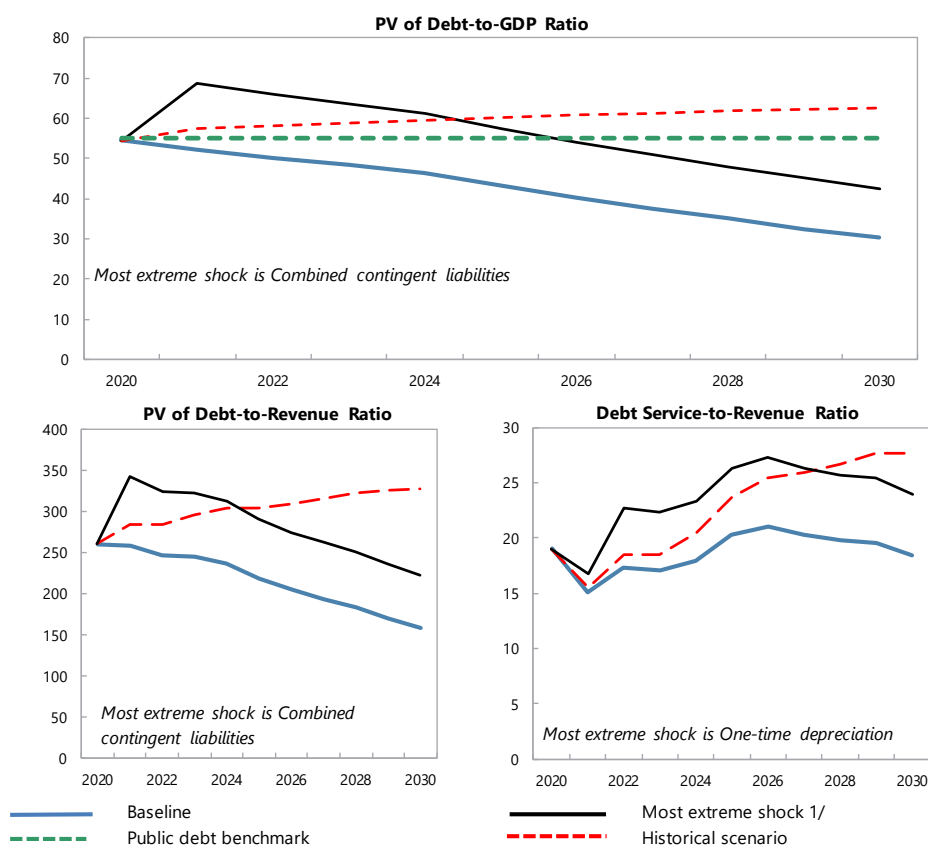 PV of Debt-to-GDP Ratio
80
70
60
50
40
30
20
10
0
Most extreme shock is Combined contingent liabilities
2020 2022 2024 2026 2028 2030
PV of Debt-to-Revenue Ratio
400
350
300
250
200
150
100
50
0
Most extreme shock is Combined
contingent liabilities
2020 2022 2024 2026 2028 2030
Debt Service-to-Revenue Ratio
30
25
20
15
10
5
0
Most extreme shock is One-time depreciation
2020 2022 2024 2026 2028 2030
Baseline
Public debt benchmark
Most extreme shock 1/
Historical scenario